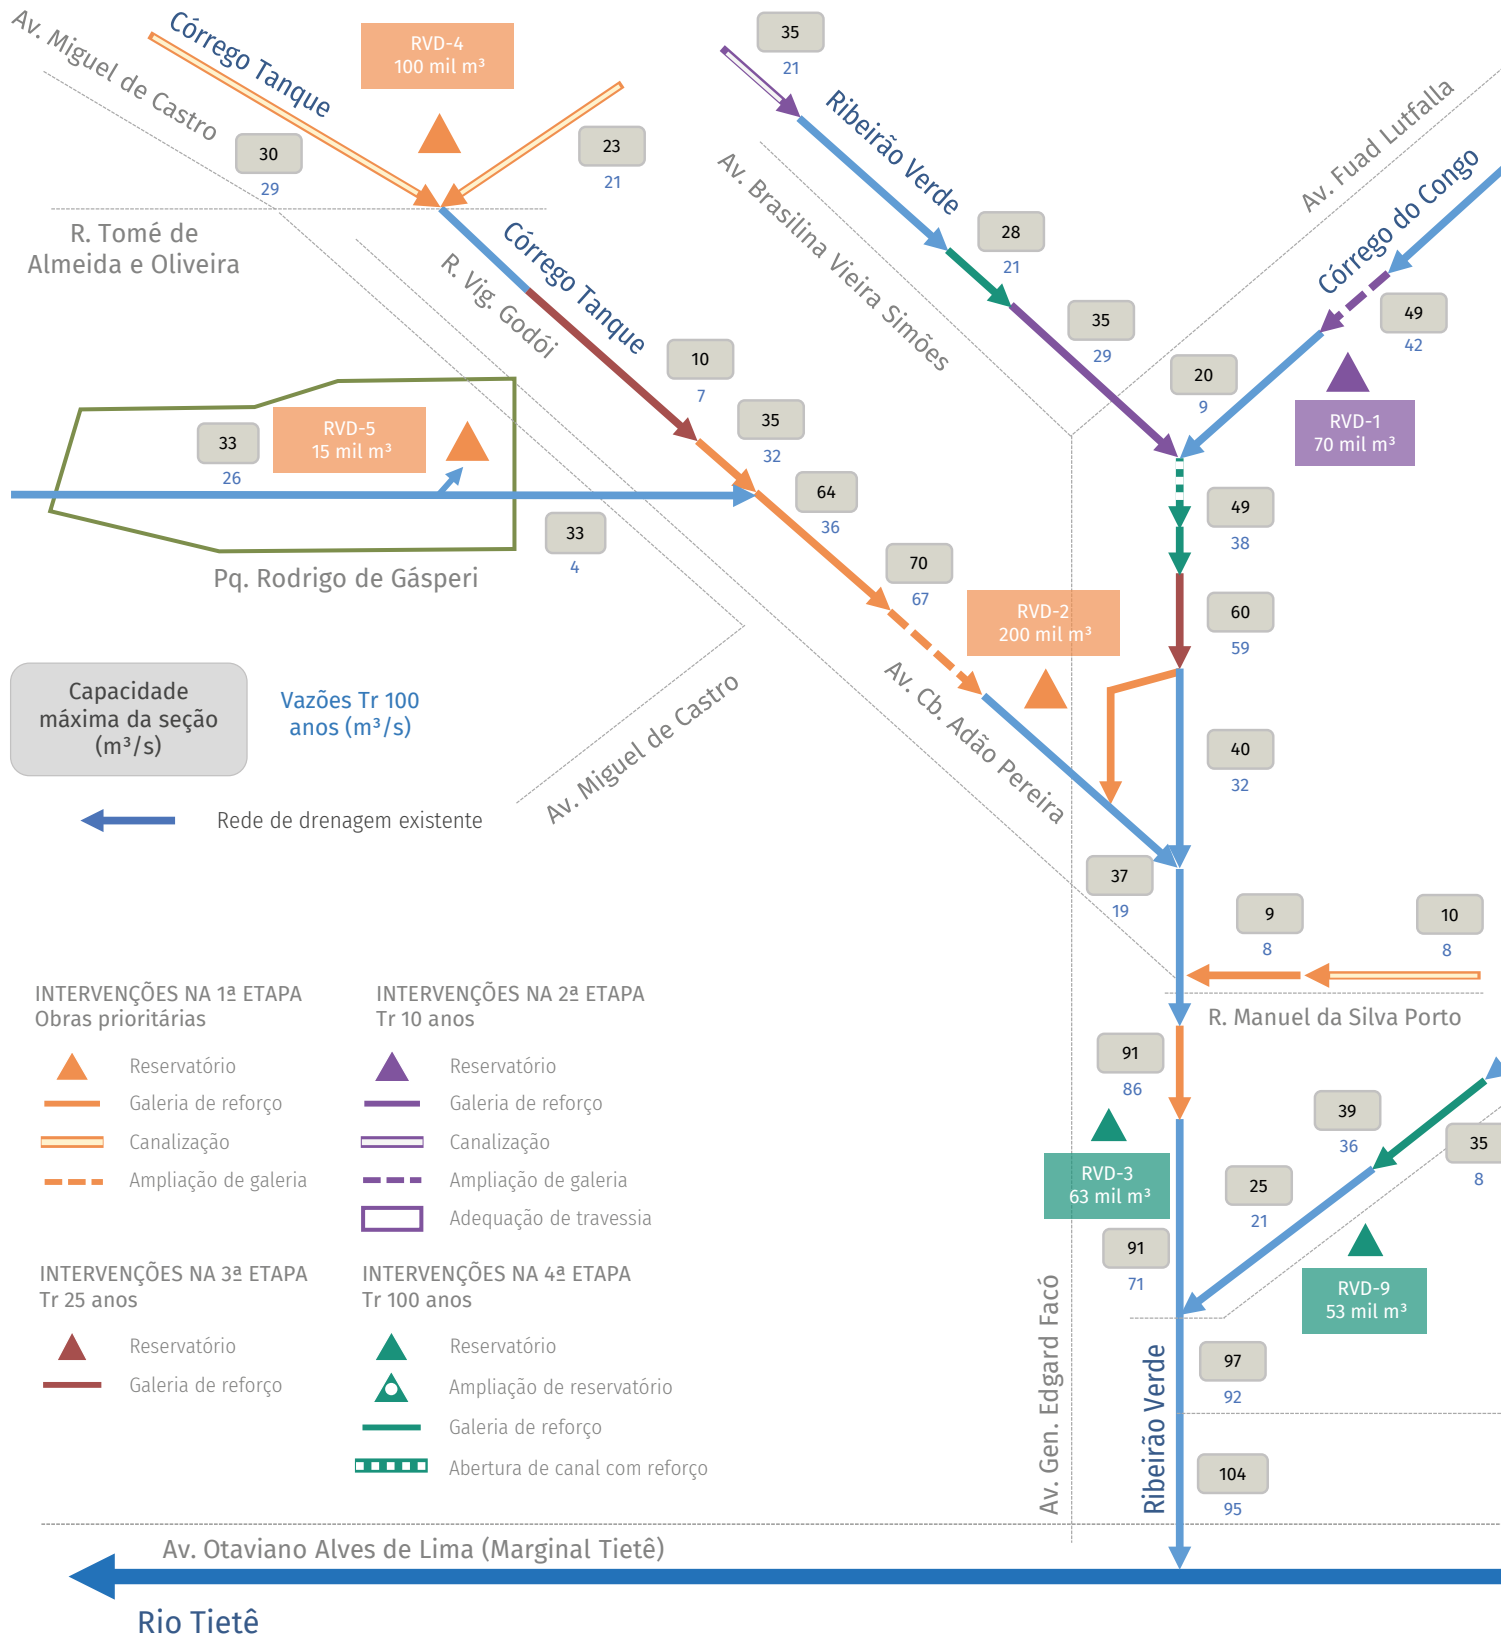 Av. Miguel de Castro
Córrego Tanque
RVD-4
100 mil m³
30
29
23
21
R. Tomé de
Almeida e Oliveira
Córrego Tanque
R. Vig. Godói
35
21
Ribeirão Verde
Av. Brasilina Vieira Simões
28
21
35
29
Av. Fuad Lutfalla
Córrego do Congo
49
42
20
9
RVD-1
70 mil m³
10
7
35
32
RVD-5
15 mil m³
33
26
33
4
Pq. Rodrigo de Gásperi
64
36
70
67
RVD-2
200 mil m³
49
38
60
59
40
32
Capacidade
máxima da seção
(m³/s)
Vazões Tr 100
anos (m³/s)
Rede de drenagem existente
Av. Miguel de Castro
Av. Cb. Adão Pereira
37
19
9
8
10
8
R. Manuel da Silva Porto
91
86
RVD-3
63 mil m³
91
71
39
36
35
8
25
21
RVD-9
53 mil m³
97
92
104
95
Av. Gen. Edgard Facó
Ribeirão Verde
INTERVENÇÕES NA 1ª ETAPA
Obras prioritárias
Reservatório
Galeria de reforço
Canalização
Ampliação de galeria
INTERVENÇÕES NA 2ª ETAPA
Tr 10 anos
Reservatório
Galeria de reforço
Canalização
Ampliação de galeria
Adequação de travessia
INTERVENÇÕES NA 3ª ETAPA
Tr 25 anos
Reservatório
Galeria de reforço
INTERVENÇÕES NA 4ª ETAPA
Tr 100 anos
Reservatório
Ampliação de reservatório
Galeria de reforço
Abertura de canal com reforço
Av. Otaviano Alves de Lima (Marginal Tietê)
Rio Tietê